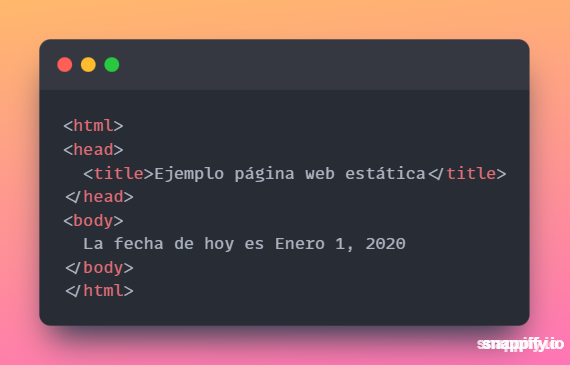 <html>
<head>
  <title>Ejemplo página web estática</title>
</head>
<body>
  La fecha de hoy es Enero 1, 2020
</body>
</html>
snappify.io